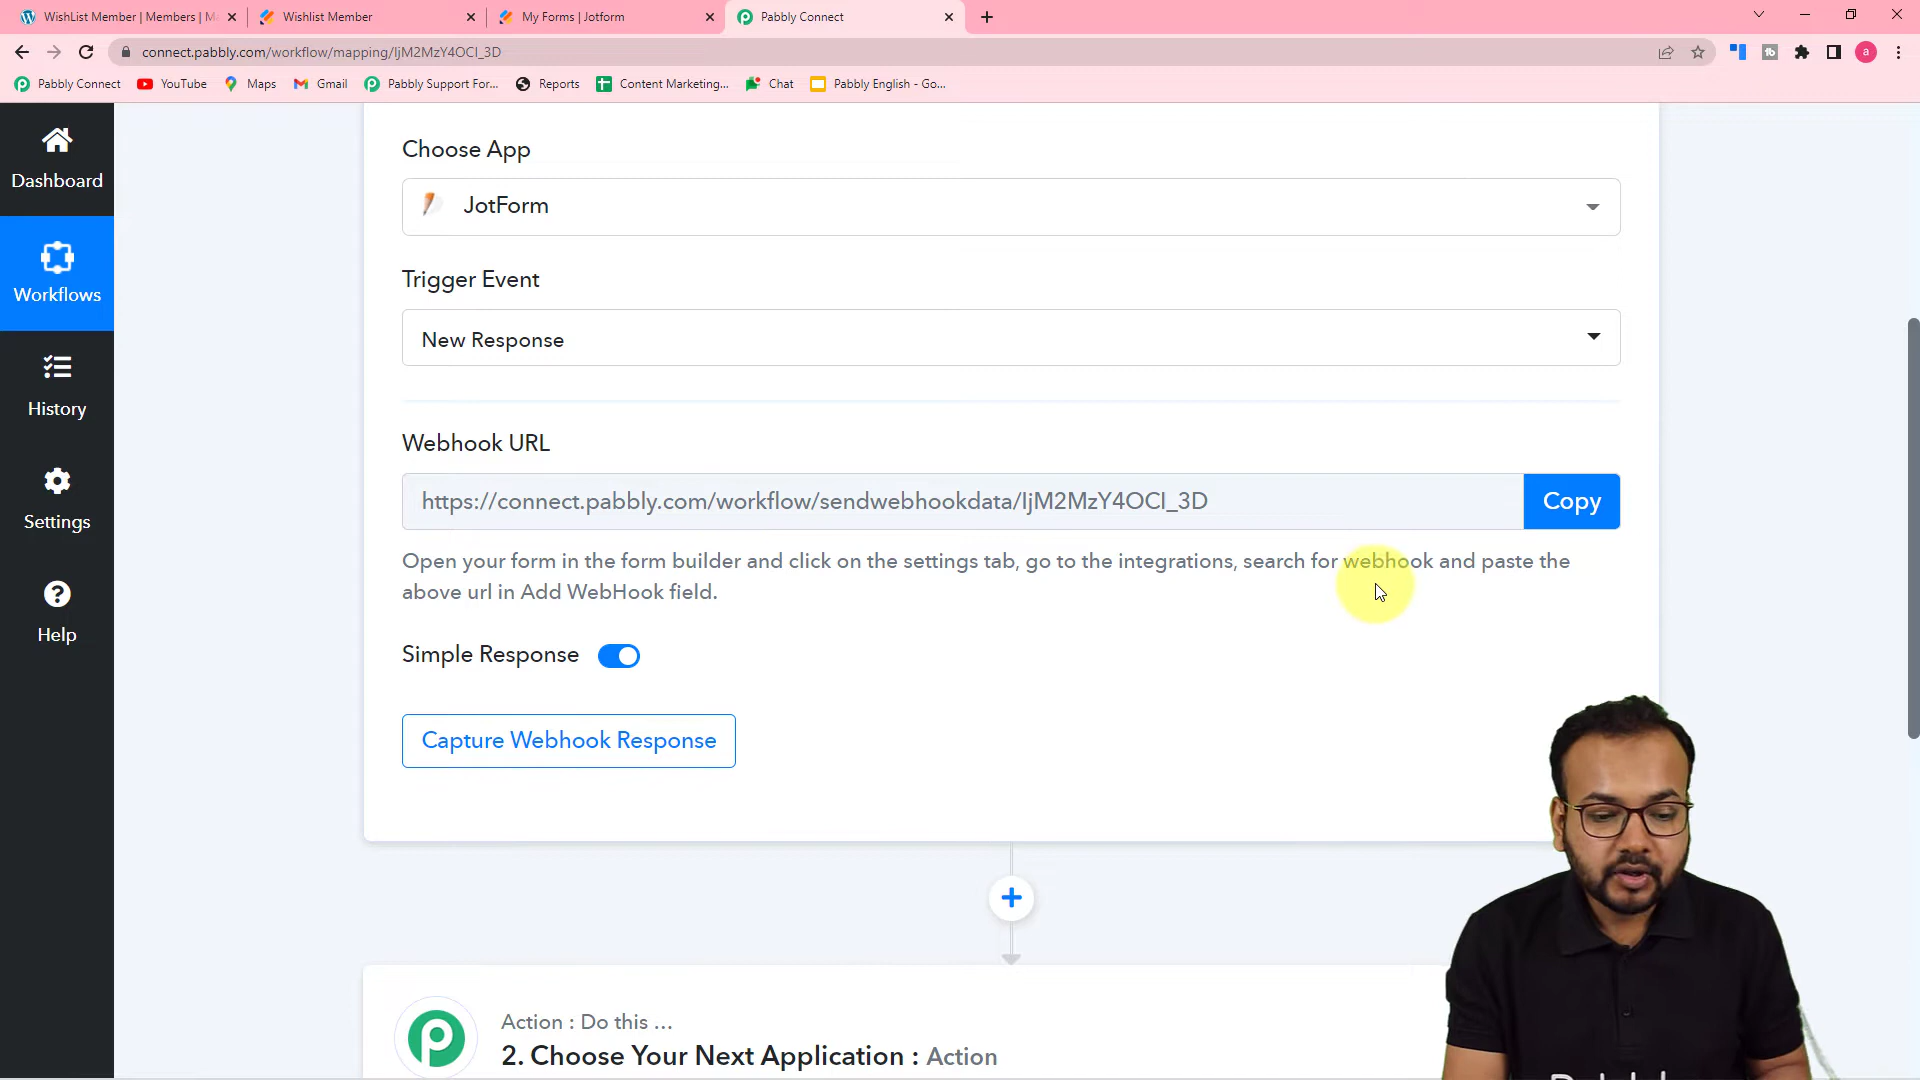 WishList Member | Members | Ma
Wishlist Member
My Forms | Jotform
Pabbly Connect
connect.pabbly.com/workflow/mapping/IjM2MzY4OCI_3D
a
Pabbly Connect
YouTube
Maps
Gmail
Pabbly Support For...
Reports
Content Marketing...
Chat
Pabbly English - Go...
Dashboard
Workflows
History
Settings
Help
Choose App
JotForm
Trigger Event
New Response
Webhook URL
https://connect.pabbly.com/workflow/sendwebhookdata/IjM2MzY4OCI_3D
Copy
Open your form in the form builder and click on the settings tab, go to the integrations, search for webhook and paste the
above url in Add WebHook field.
Simple Response
Capture Webhook Response
Action : Do this ...
2. Choose Your Next Application : Action